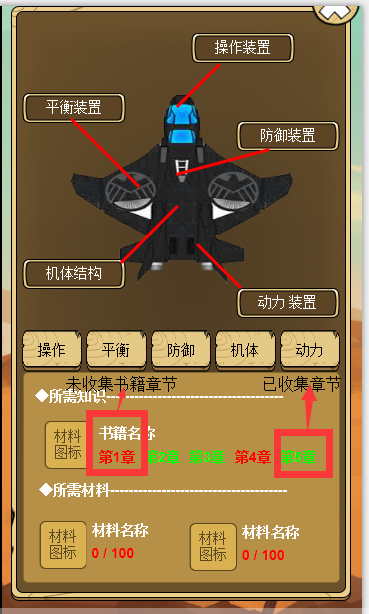 操作装置
平衡装置
防御装置
机体结构
动力 装置
操作 平衡 防御 机体 动力
未收集书籍章节 已收集章节
◆所需知识-----------------------------------
材料图标
书籍名称
第1章 第2章 第3章 第4章 第5章
◆所需材料-----------------------------------
材料图标
材料名称
0 / 100
材料图标
材料名称
0 / 100